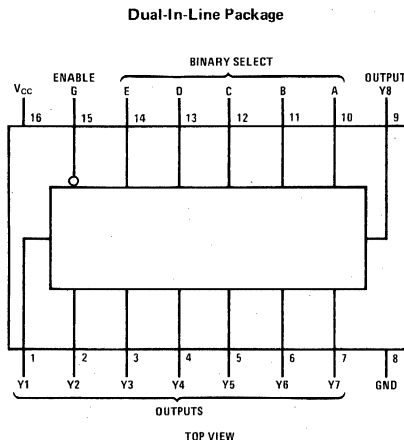 Dual-In-Line Package
BINARY SELECT
ENABLE OUTPUT
VCC G E D C B A Y8
16 15 14 13 12 11 10 9
1 2 3 4 5 6 7 8
Y1 Y2 Y3 Y4 Y5 Y6 Y7 GND
OUTPUTS
TOP VIEW